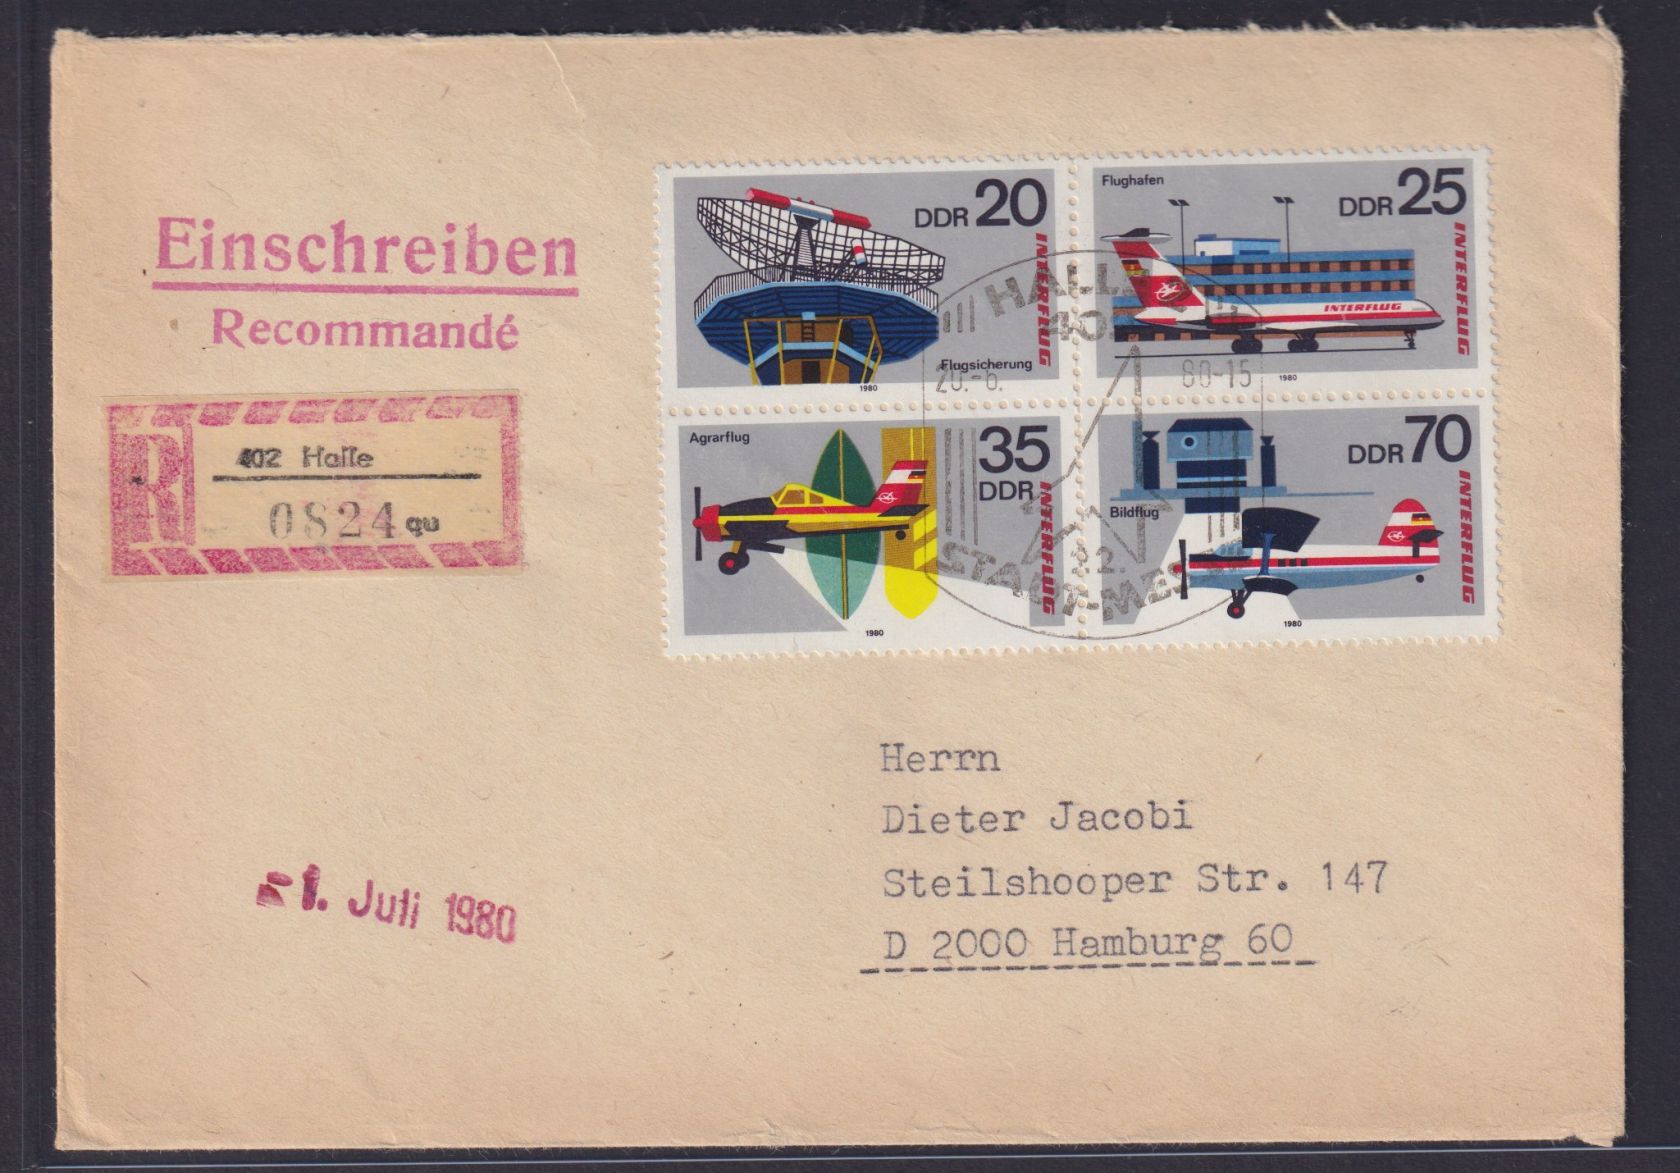 Einschreiben
Recommandé
R
402 Halle
0824 qu
DDR 20
INTERFLUG
Flugsicherung
1980
Flughafen
DDR 25
INTERFLUG
INTERFLUG
1980
Agrarflug
35
DDR
INTERFLUG
1980
DDR 70
INTERFLUG
Bildflug
1980
20.-6.
80-15
- 1. Juli 1980
Herrn
Dieter Jacobi
Steilshooper Str. 147
D 2000 Hamburg 60